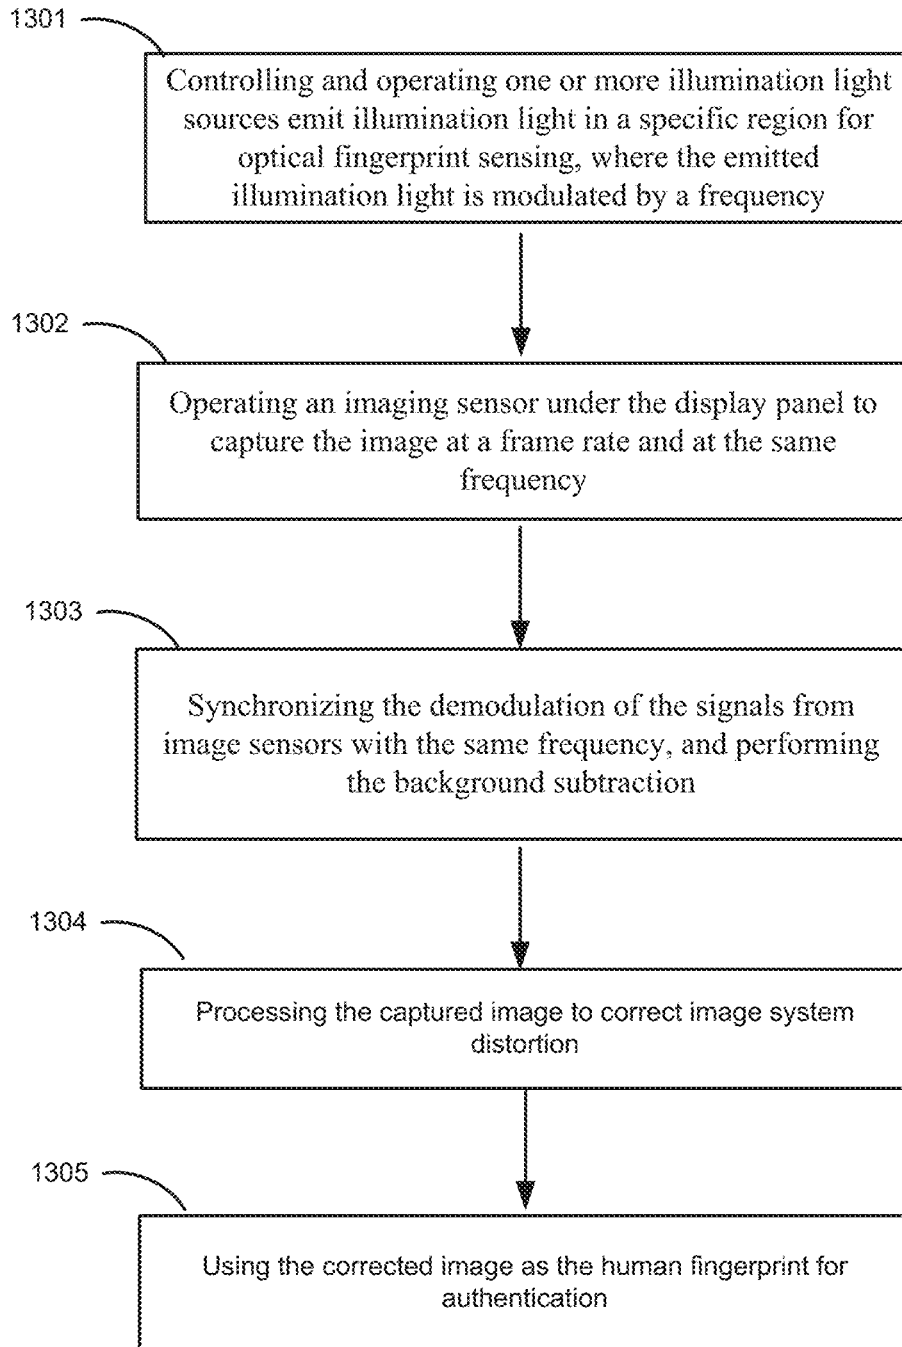 1301
Controlling and operating one or more illumination light
sources emit illumination light in a specific region for
optical fingerprint sensing, where the emitted
illumination light is modulated by a frequency
1302
Operating an imaging sensor under the display panel to
capture the image at a frame rate and at the same
frequency
1303
Synchronizing the demodulation of the signals from
image sensors with the same frequency, and performing
the background subtraction
1304
Processing the captured image to correct image system
distortion
1305
Using the corrected image as the human fingerprint for
authentication